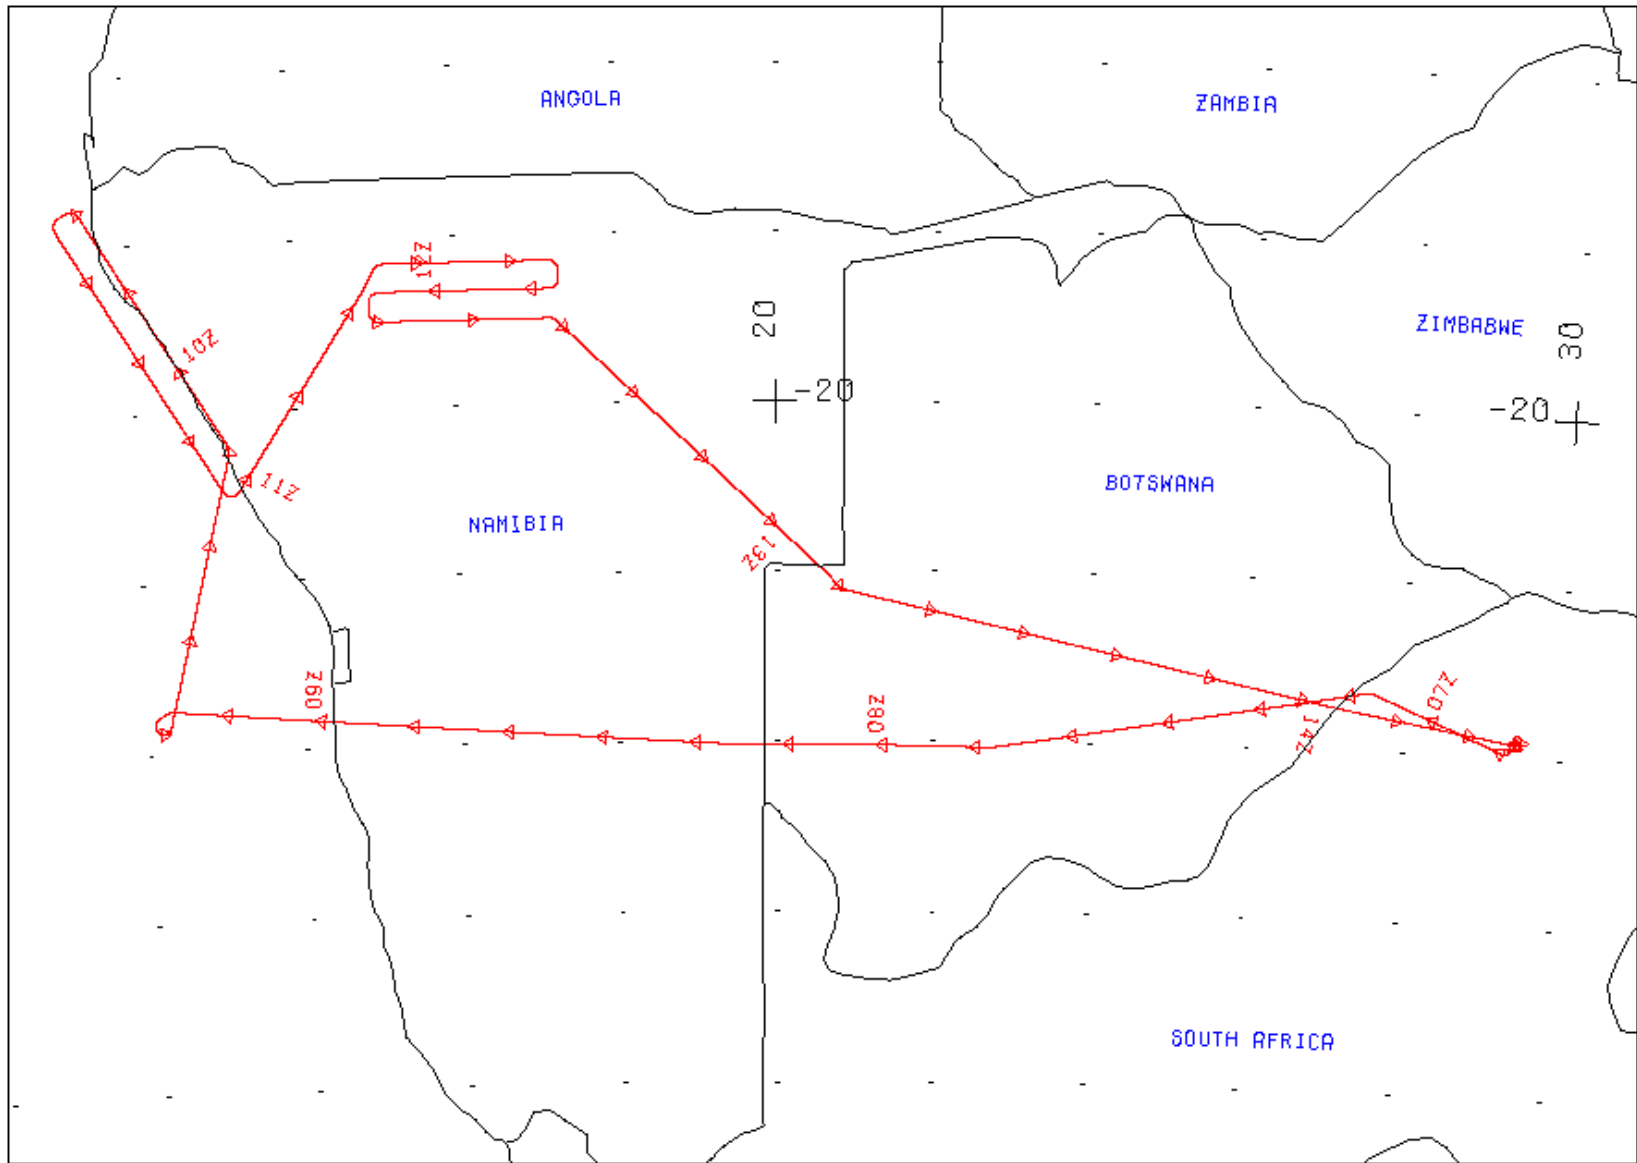 ANGOLA
ZAMBIA
12Z
20
ZIMBABWE
30
10Z
-20
-20
11Z
BOTSWANA
NAMIBIA
13Z
09Z
07Z
08Z
14Z
SOUTH AFRICA